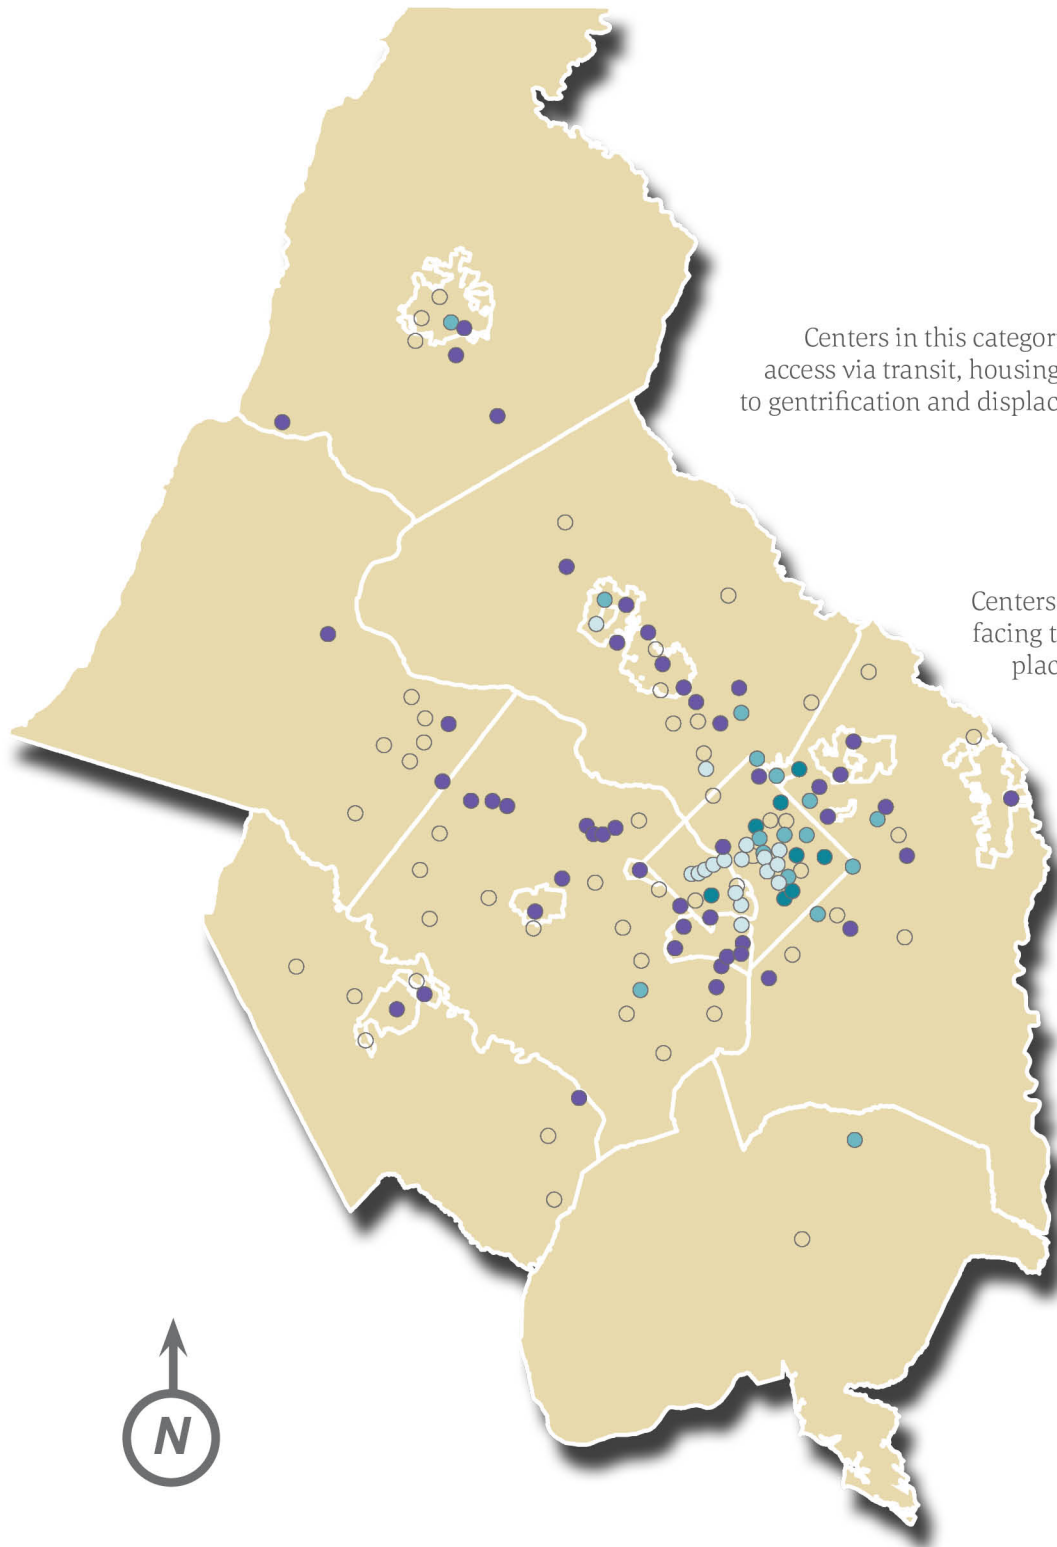 Centers in this categor
access via transit, housing
to gentrification and displac
Centers
facing t
plac
N